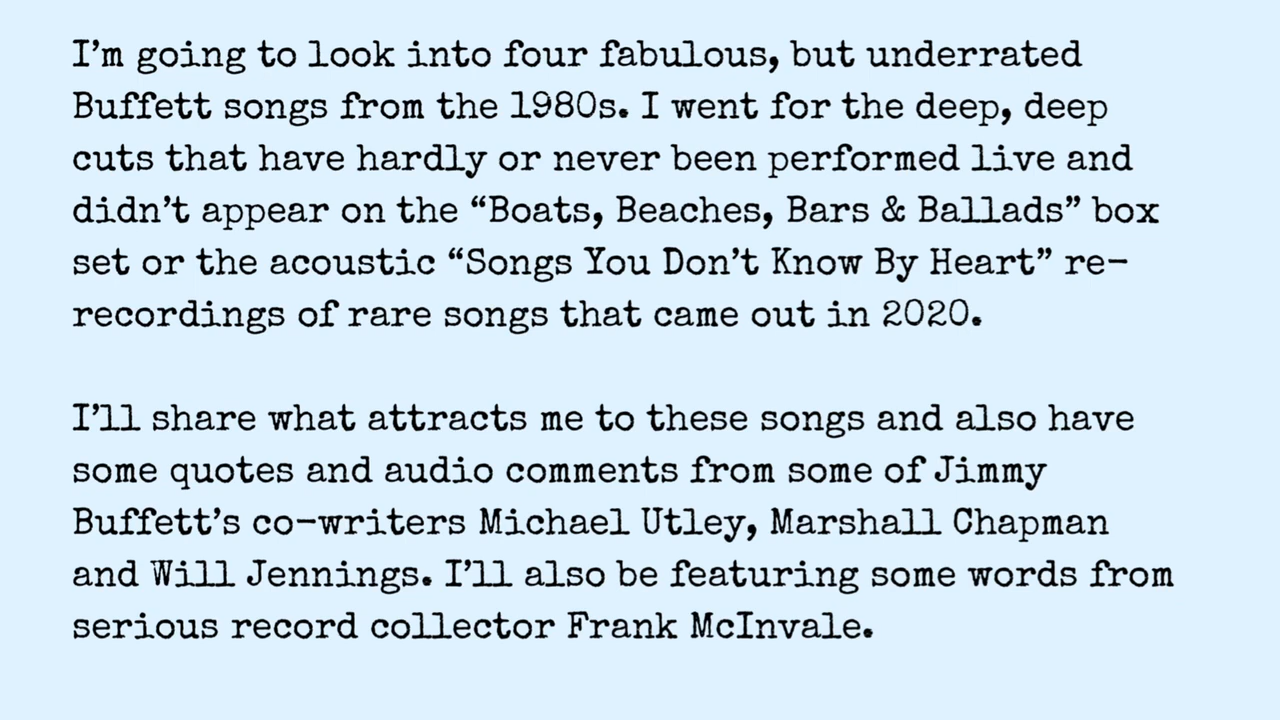 I’m going to look into four fabulous, but underrated
Buffett songs from the 1980s. I went for the deep, deep
cuts that have hardly or never been performed live and
didn’t appear on the “Boats, Beaches, Bars & Ballads” box
set or the acoustic “Songs You Don’t Know By Heart” re-
recordings of rare songs that came out in 2020.
I’ll share what attracts me to these songs and also have
some quotes and audio comments from some of Jimmy
Buffett’s co-writers Michael Utley, Marshall Chapman
and Will Jennings. I’ll also be featuring some words from
serious record collector Frank McInvale.